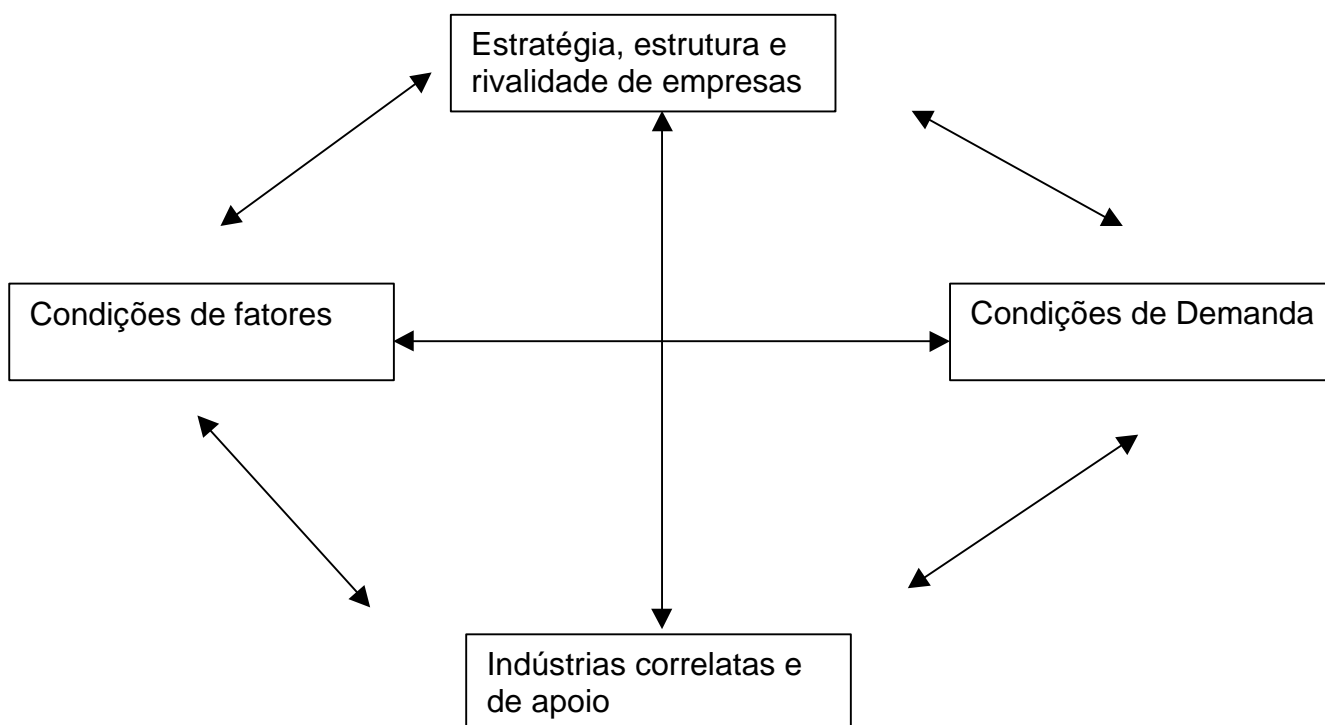 Estratégia, estrutura e
rivalidade de empresas
Condições de fatores
Condições de Demanda
Indústrias correlatas e
de apoio